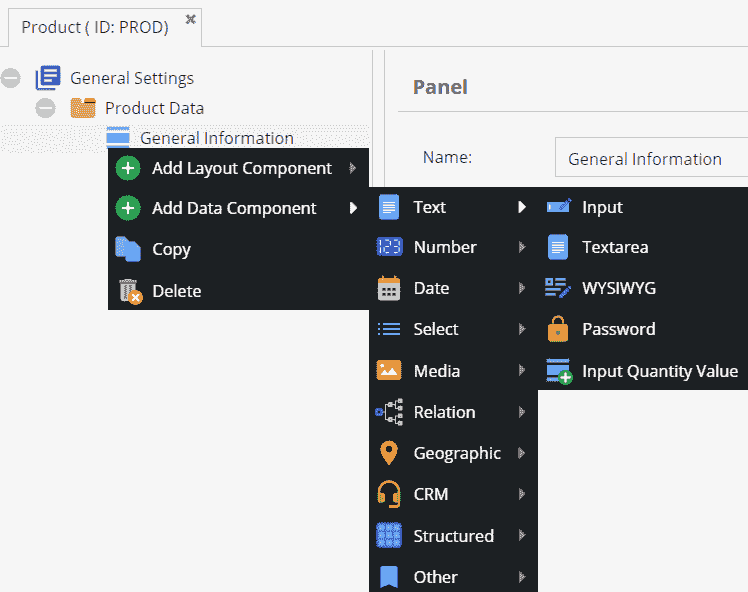 Product ( ID: PROD)
General Settings
Product Data
General Information
Panel
Name:
General Information
Add Layout Component
Add Data Component
Copy
Delete
Text
Number
Date
Select
Media
Relation
Geographic
CRM
Structured
Other
Input
Textarea
WYSIWYG
Password
Input Quantity Value